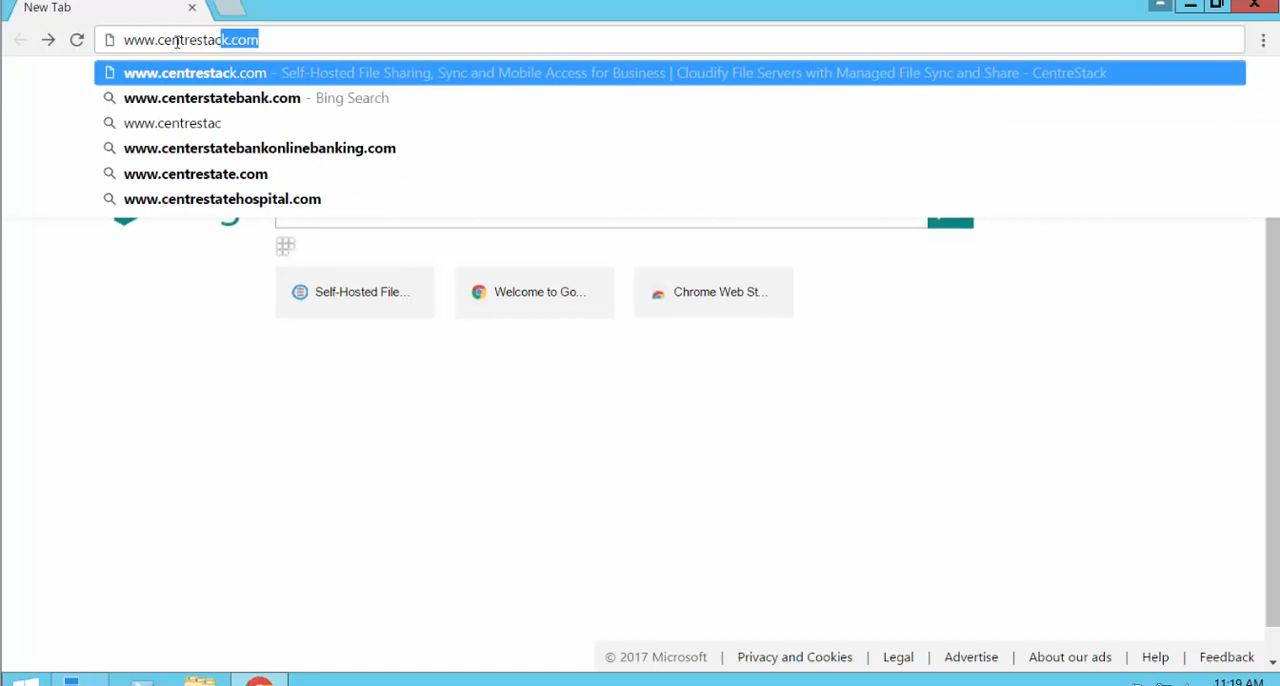 New Tab
www.centrestack.com
www.centrestack.com - Self-Hosted File Sharing, Sync and Mobile Access for Business | Cloudify File Servers with Managed File Sync and Share - CentreStack
www.centerstatebank.com - Bing Search
www.centrestac
www.centerstatebankonlinebanking.com
www.centrestate.com
www.centrestatehospital.com
Self-Hosted File... Welcome to Go... Chrome Web St...
© 2017 Microsoft | Privacy and Cookies | Legal | Advertise | About our ads | Help | Feedback
11:19 AM